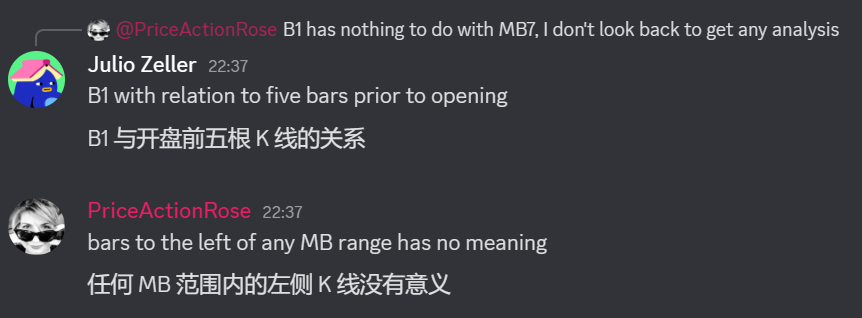 @PriceActionRose B1 has nothing to do with MB7, I don't look back to get any analysis
Julio Zeller 22:37
B1 with relation to five bars prior to opening
B1 与开盘前五根 K 线的关系
PriceActionRose 22:37
bars to the left of any MB range has no meaning
任何 MB 范围内的左侧 K 线没有意义